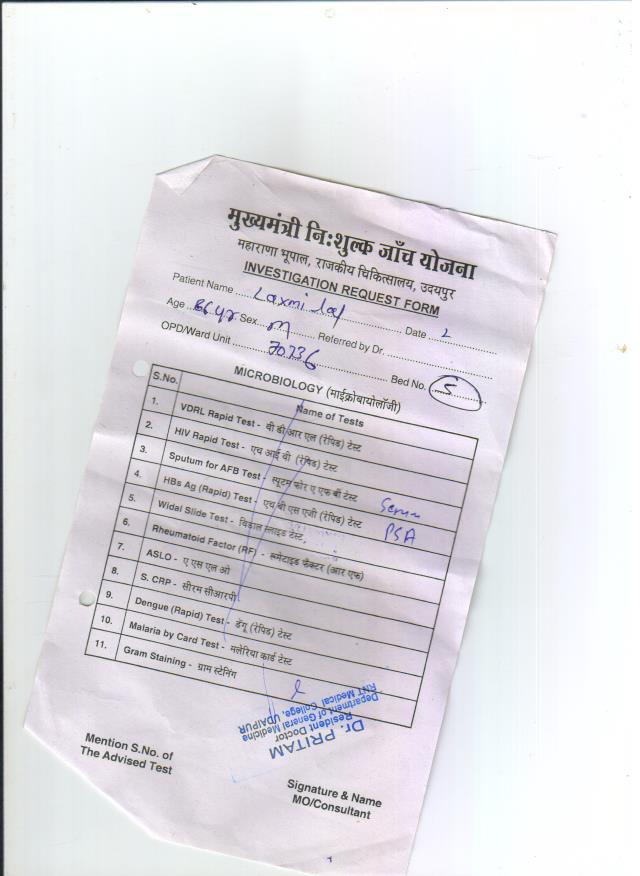 मुख्यमंत्री नि:शुल्क जाँच योजना
महाराणा भूपाल, राजकीय चिकित्सालय, उदयपुर
INVESTIGATION REQUEST FORM
Patient Name Laxmi lal Date
Age 66 yr Sex M Referred by Dr.
OPD/Ward Unit 70736 Bed No. 5
MICROBIOLOGY (माईक्रोबायोलॉजी)
S.No. Name of Tests
1. VDRL Rapid Test - वी डी आर एल (रेपिड) टेस्ट
2. HIV Rapid Test - एच आई वी (रेपिड) टेस्ट
3. Sputum for AFB Test - स्पूटम फोर ए एफ बी टेस्ट
4. HBs Ag (Rapid) Test - एच बी एस एजी (रेपिड) टेस्ट
5. Widal Slide Test - विडाल स्लाइड टेस्ट,
6. Rheumatoid Factor (RF) - रूमेटाइड फैक्टर (आर एफ)
7. ASLO - ए एस एल ओ
8. S. CRP - सीरम सीआरपी
9. Dengue (Rapid) Test - डेंगू (रेपिड) टेस्ट
10. Malaria by Card Test - मलेरिया कार्ड टेस्ट
11. Gram Staining - ग्राम स्टेनिंग
Serum
PSA
Dr. PRITAM
Resident Doctor
Department of General Medicine
RNT Medical College, UDAIPUR
Mention S.No. of
The Advised Test
Signature & Name
MO/Consultant